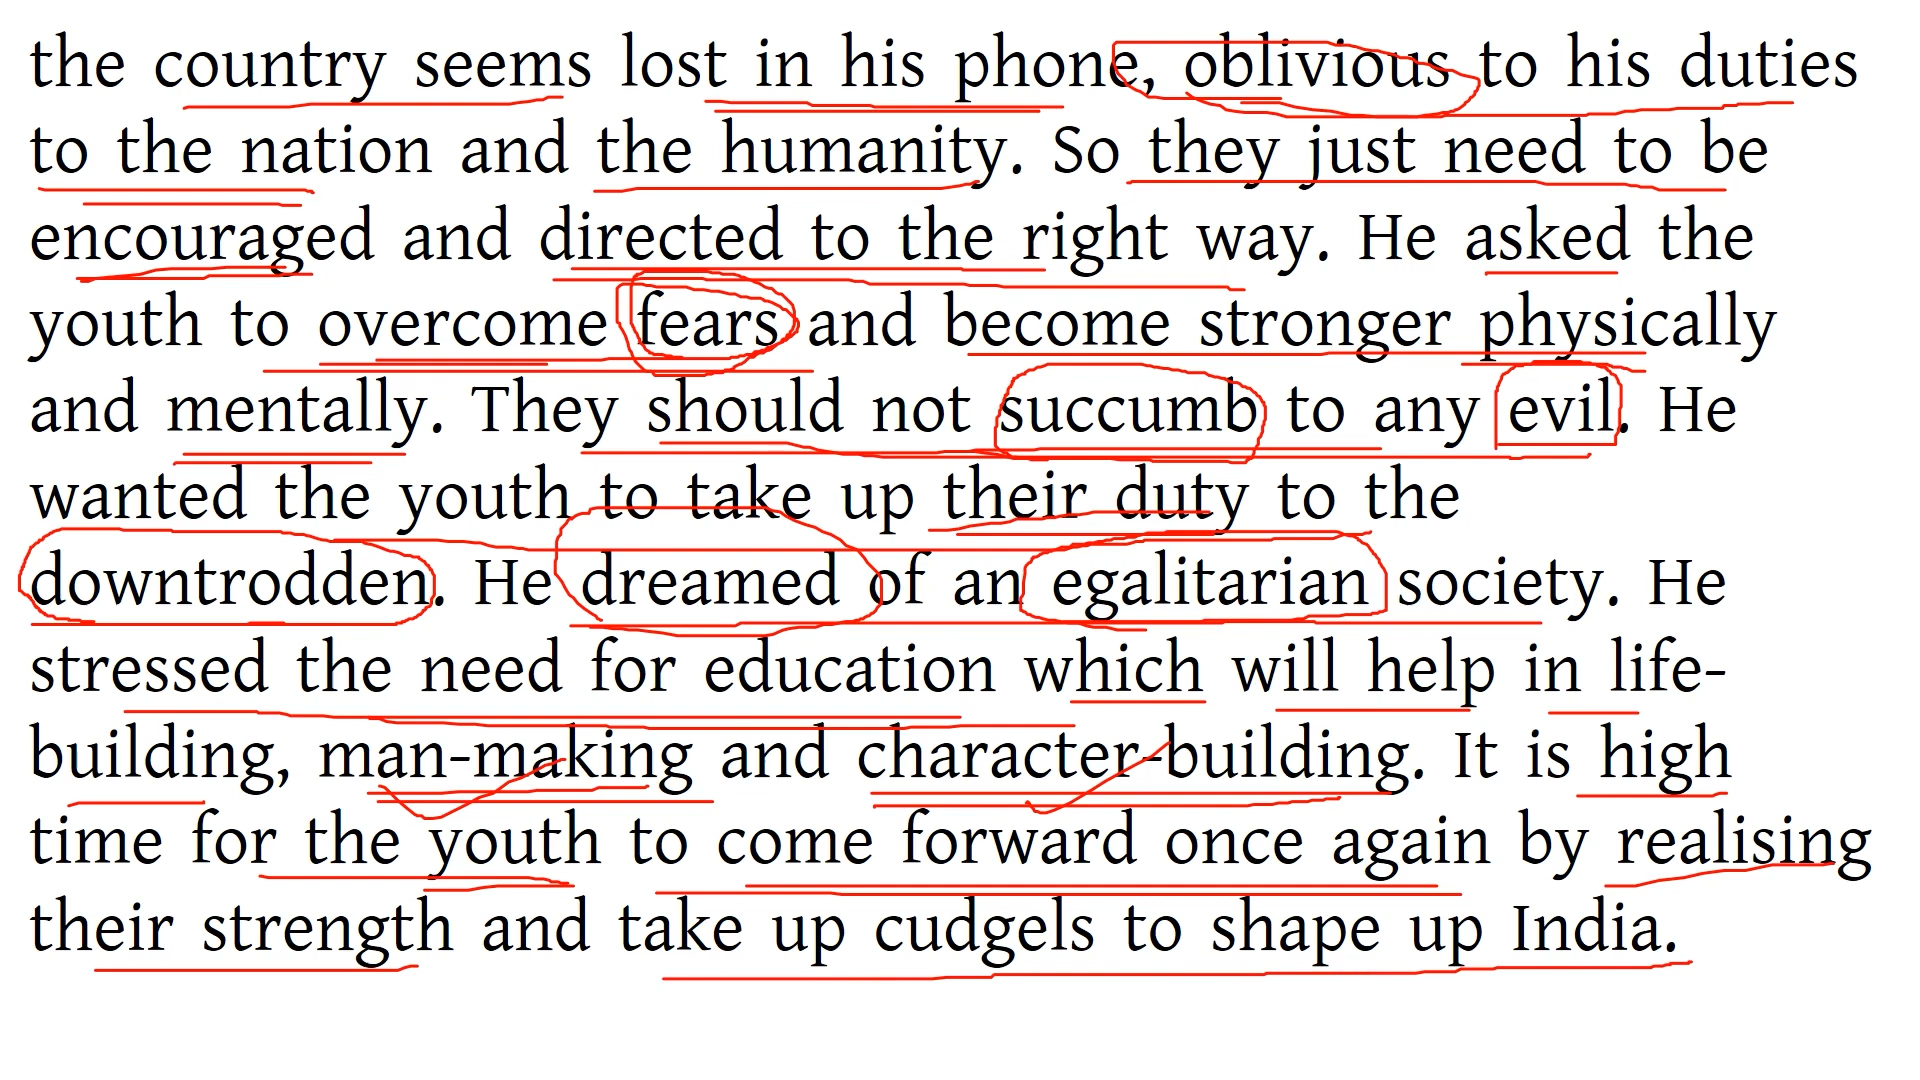 the country seems lost in his phone, oblivious to his duties
to the nation and the humanity. So they just need to be
encouraged and directed to the right way. He asked the
youth to overcome fears and become stronger physically
and mentally. They should not succumb to any evil. He
wanted the youth to take up their duty to the
downtrodden. He dreamed of an egalitarian society. He
stressed the need for education which will help in life-
building, man-making and character-building. It is high
time for the youth to come forward once again by realising
their strength and take up cudgels to shape up India.